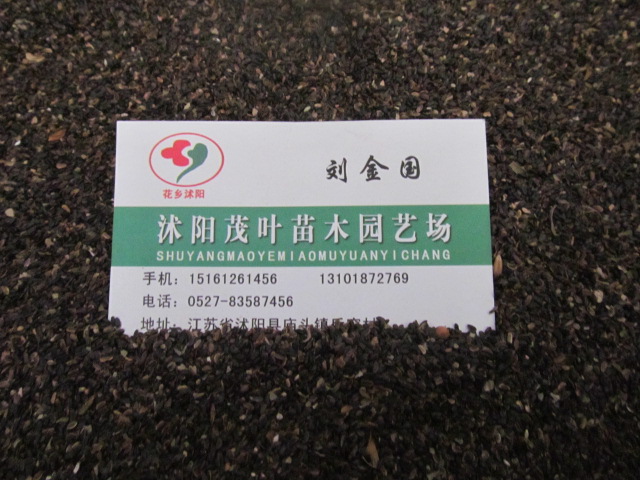 花乡沭阳
刘金国
沭阳茂叶苗木园艺场
SHUYANGMAOYEMIAOMUYUANYICHANG
手机：15161261456 13101872769
电话：0527-83587456
地址：江苏省沭阳县庙头镇